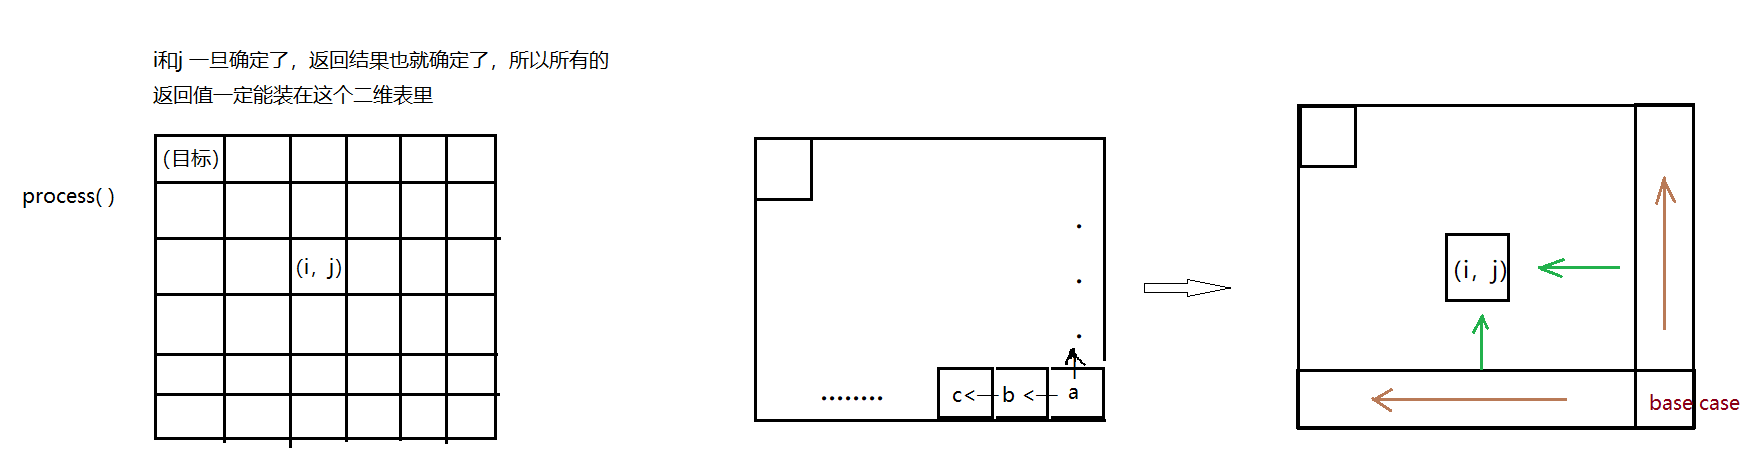 i和j 一旦确定了，返回结果也就确定了，所以所有的
返回值一定能装在这个二维表里
(目标)
process( )
(i，j)
........
c<— b <— a
(i，j)
base case